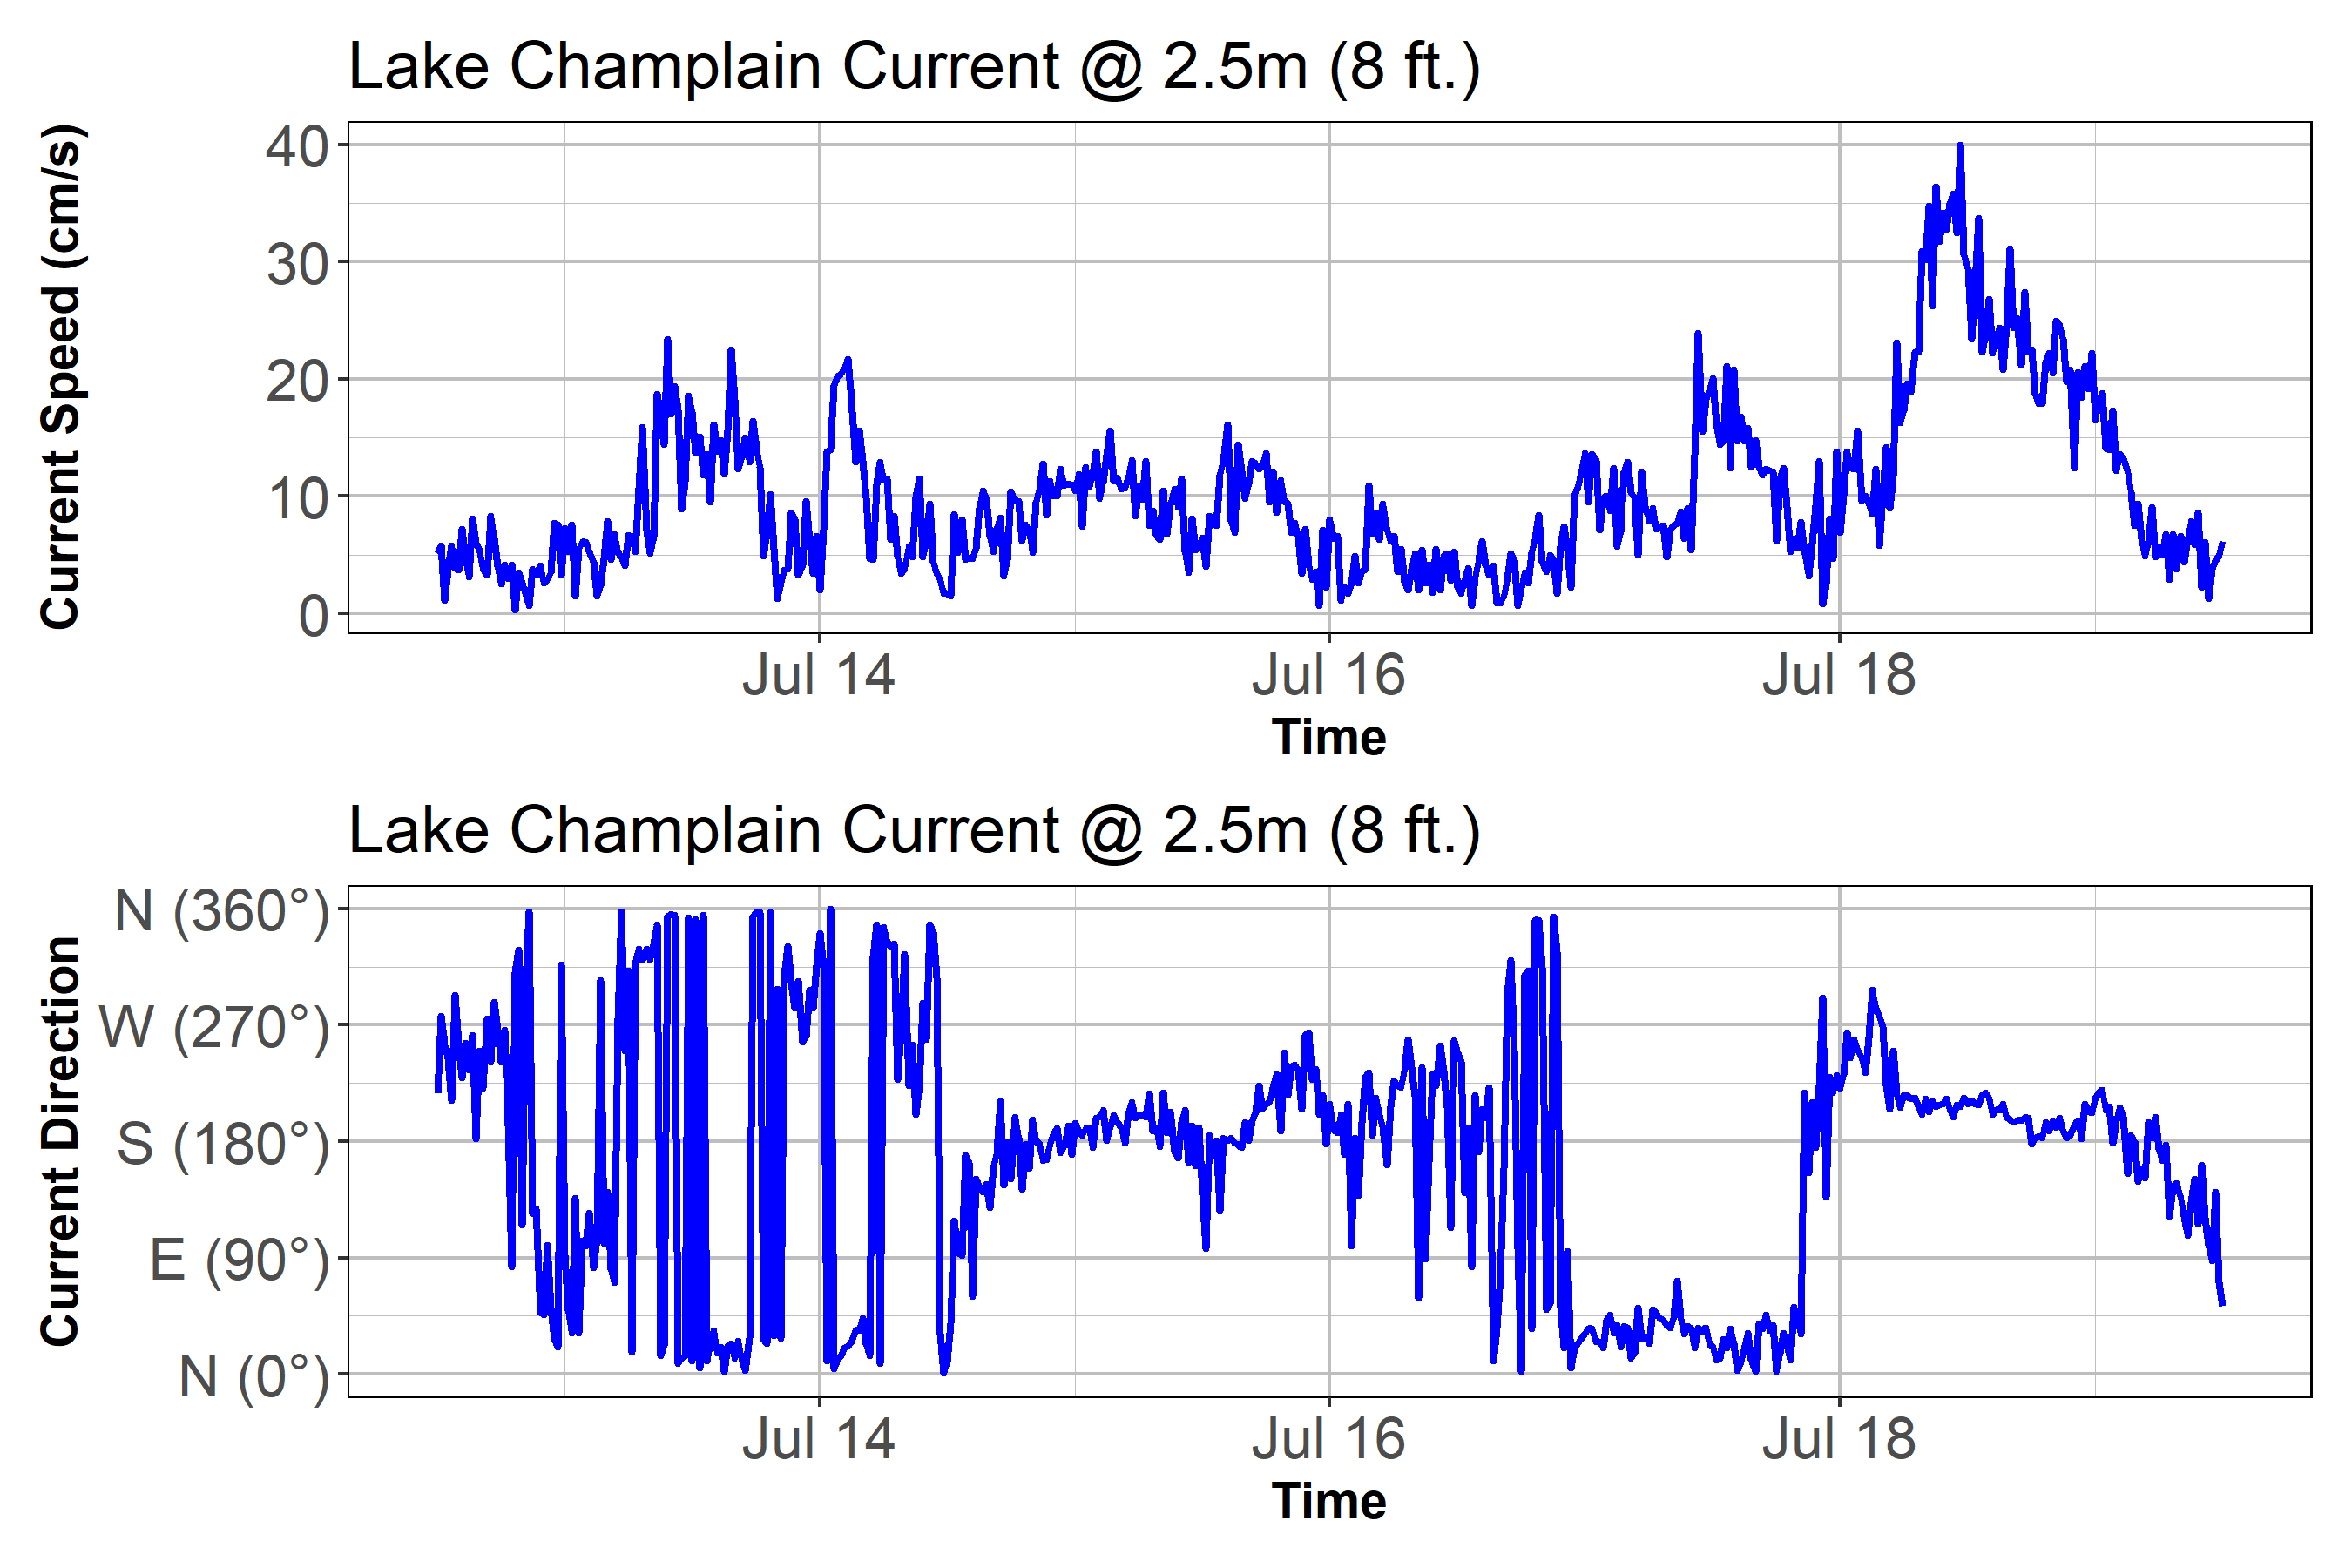 Lake Champlain Current @ 2.5m (8 ft.)
Current Speed (cm/s)
40
30
20
10
0
Jul 14 Jul 16 Jul 18
Time
Lake Champlain Current @ 2.5m (8 ft.)
Current Direction
N (360°)
W (270°)
S (180°)
E (90°)
N (0°)
Jul 14 Jul 16 Jul 18
Time